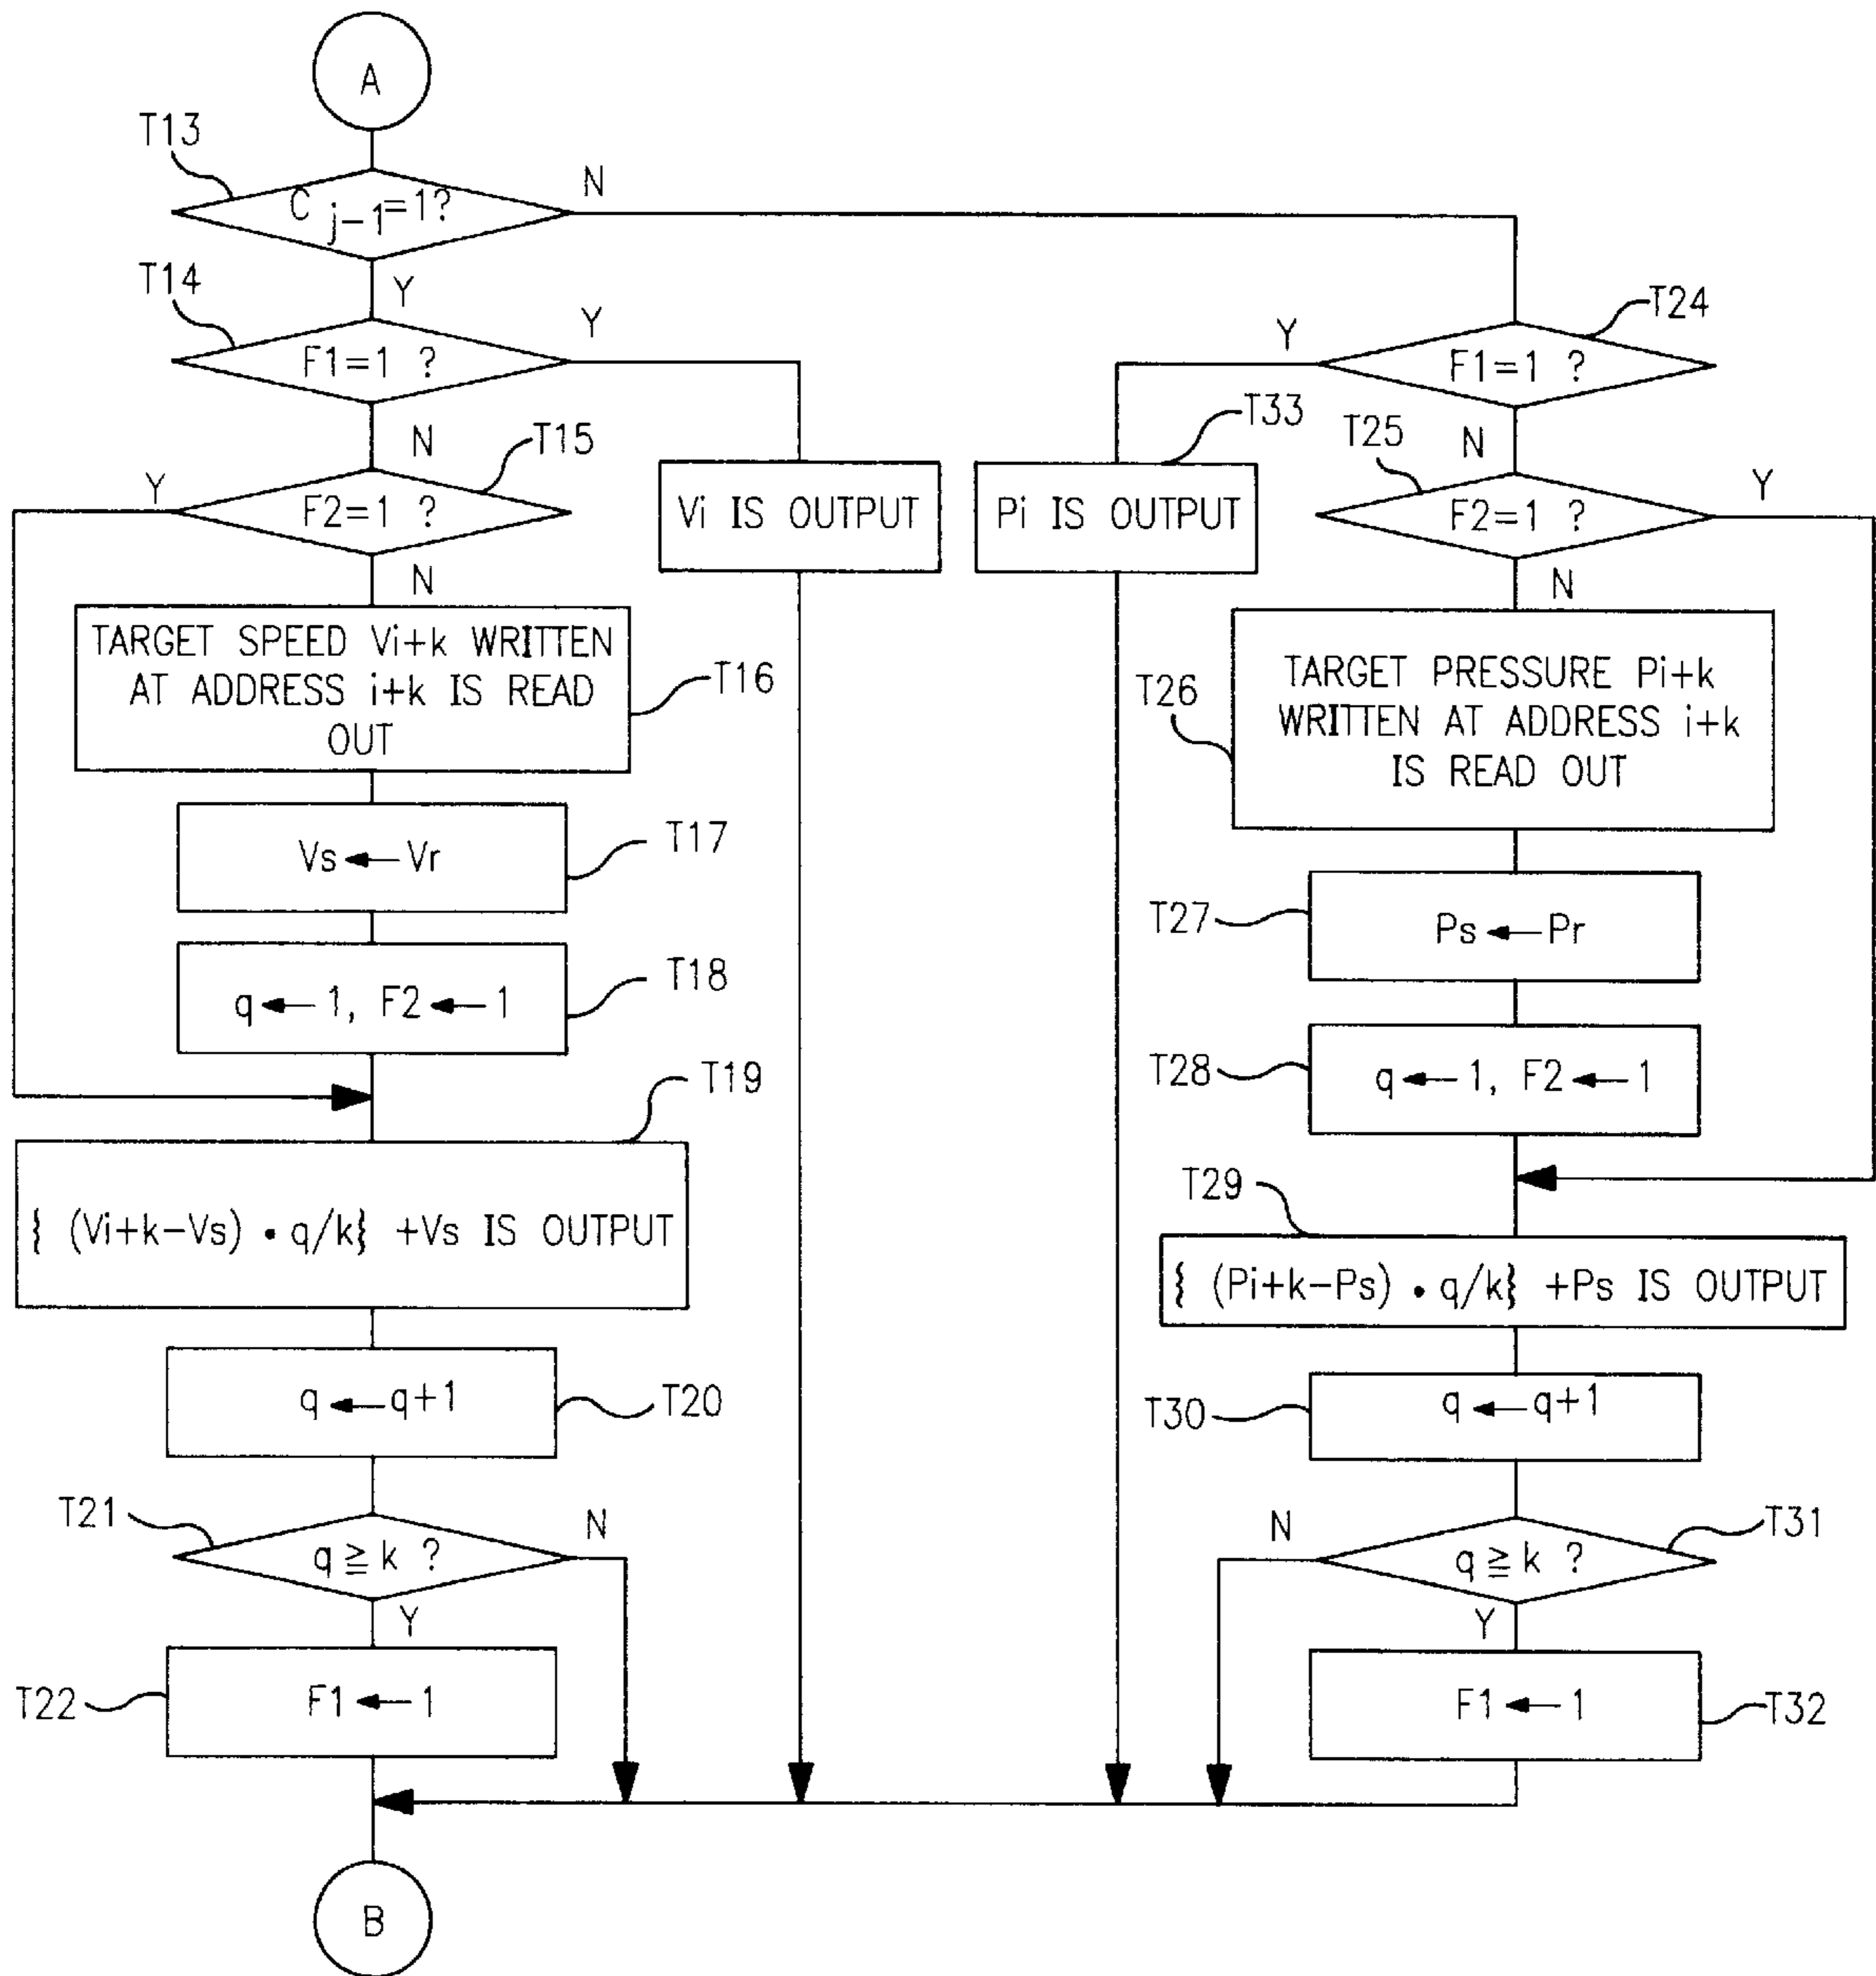 A
T13
C j-1=1?
N
Y
T14
F1=1 ?
Y
N
T15
F2=1 ?
Y
N
Vi IS OUTPUT
TARGET SPEED Vi+k WRITTEN
AT ADDRESS i+k IS READ
OUT
T16
Vs ← Vr
T17
q ← 1, F2 ← 1
T18
T19
{ (Vi+k-Vs) • q/k} +Vs IS OUTPUT
q ← q+1
T20
T21
q ≧ k ?
N
Y
T22
F1 ← 1
T24
F1=1 ?
Y
N
T33
Pi IS OUTPUT
T25
F2=1 ?
Y
N
TARGET PRESSURE Pi+k
WRITTEN AT ADDRESS i+k
IS READ OUT
T26
T27
Ps ← Pr
T28
q ← 1, F2 ← 1
T29
{ (Pi+k-Ps) • q/k} +Ps IS OUTPUT
T30
q ← q+1
T31
q ≧ k ?
N
Y
F1 ← 1
T32
B